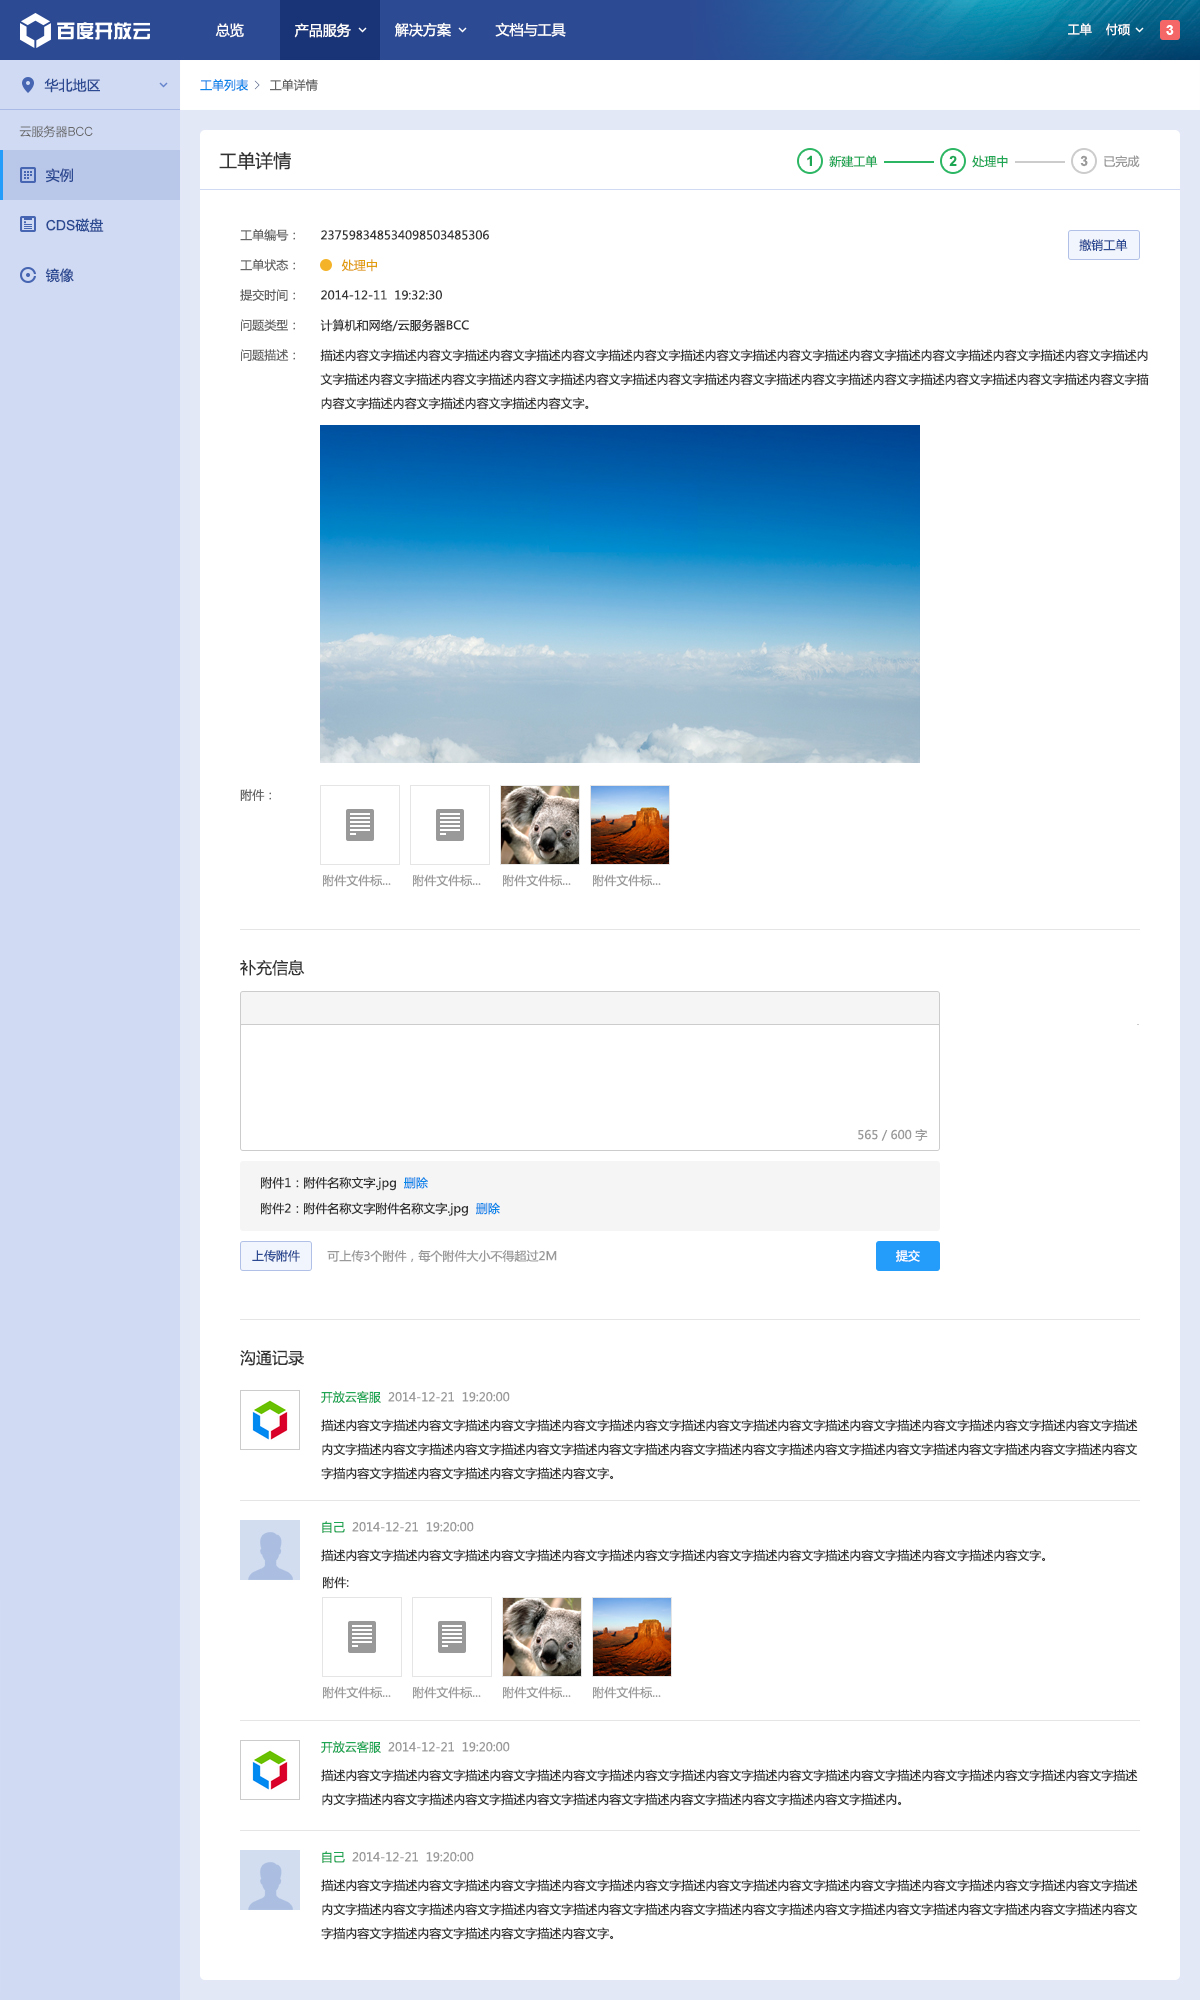 百度开放云 总览 产品服务 解决方案 文档与工具 工单 付硕 3
华北地区
工单列表 > 工单详情
云服务器BCC
实例
CDS磁盘
镜像
工单详情 1 新建工单 2 处理中 3 已完成
工单编号： 237598348534098503485306
撤销工单
工单状态： 处理中
提交时间： 2014-12-11 19:32:30
问题类型： 计算机和网络/云服务器BCC
问题描述： 描述内容文字描述内容文字描述内容文字描述内容文字描述内容文字描述内容文字描述内容文字描述内容文字描述内容文字描述内容文字描述内容文字描述内
文字描述内容文字描述内容文字描述内容文字描述内容文字描述内容文字描述内容文字描述内容文字描述内容文字描述内容文字描述内容文字描述内容文字描
内容文字描述内容文字描述内容文字描述内容文字。
附件：
附件文件标... 附件文件标... 附件文件标... 附件文件标...
补充信息
565 / 600 字
附件1：附件名称文字.jpg 删除
附件2：附件名称文字附件名称文字.jpg 删除
上传附件 可上传3个附件，每个附件大小不得超过2M 提交
沟通记录
开放云客服 2014-12-21 19:20:00
描述内容文字描述内容文字描述内容文字描述内容文字描述内容文字描述内容文字描述内容文字描述内容文字描述内容文字描述内容文字描述内容文字描述
内文字描述内容文字描述内容文字描述内容文字描述内容文字描述内容文字描述内容文字描述内容文字描述内容文字描述内容文字描述内容文字描述内容文
字描内容文字描述内容文字描述内容文字描述内容文字。
自己 2014-12-21 19:20:00
描述内容文字描述内容文字描述内容文字描述内容文字描述内容文字描述内容文字描述内容文字描述内容文字描述内容文字描述内容文字。
附件:
附件文件标... 附件文件标... 附件文件标... 附件文件标...
开放云客服 2014-12-21 19:20:00
描述内容文字描述内容文字描述内容文字描述内容文字描述内容文字描述内容文字描述内容文字描述内容文字描述内容文字描述内容文字描述内容文字描述
内文字描述内容文字描述内容文字描述内容文字描述内容文字描述内容文字描述内容文字描述内容文字描述内。
自己 2014-12-21 19:20:00
描述内容文字描述内容文字描述内容文字描述内容文字描述内容文字描述内容文字描述内容文字描述内容文字描述内容文字描述内容文字描述内容文字描述
内文字描述内容文字描述内容文字描述内容文字描述内容文字描述内容文字描述内容文字描述内容文字描述内容文字描述内容文字描述内容文字描述内容文
字描内容文字描述内容文字描述内容文字描述内容文字。